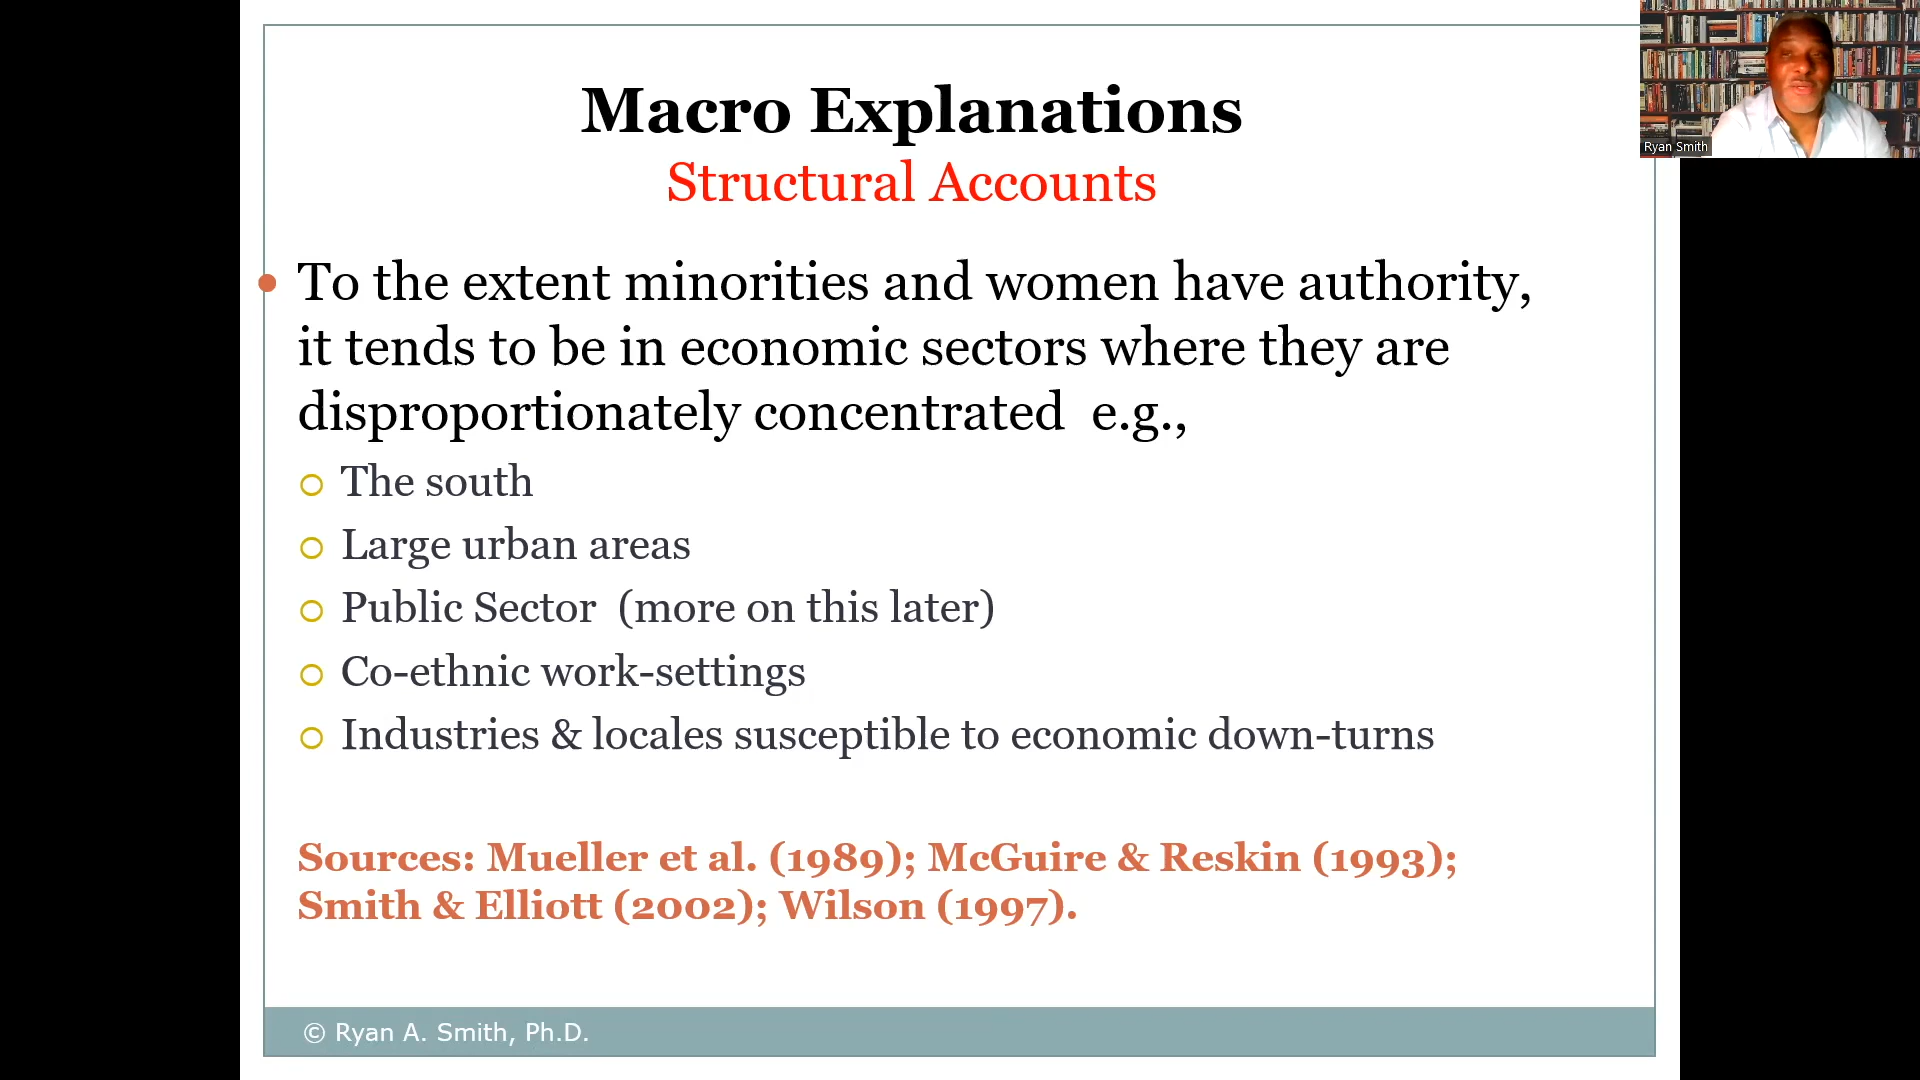 Macro Explanations
Structural Accounts
To the extent minorities and women have authority,
it tends to be in economic sectors where they are
disproportionately concentrated  e.g.,
The south
Large urban areas
Public Sector  (more on this later)
Co-ethnic work-settings
Industries & locales susceptible to economic down-turns
Sources: Mueller et al. (1989); McGuire & Reskin (1993);
Smith & Elliott (2002); Wilson (1997).
© Ryan A. Smith, Ph.D.
Ryan Smith